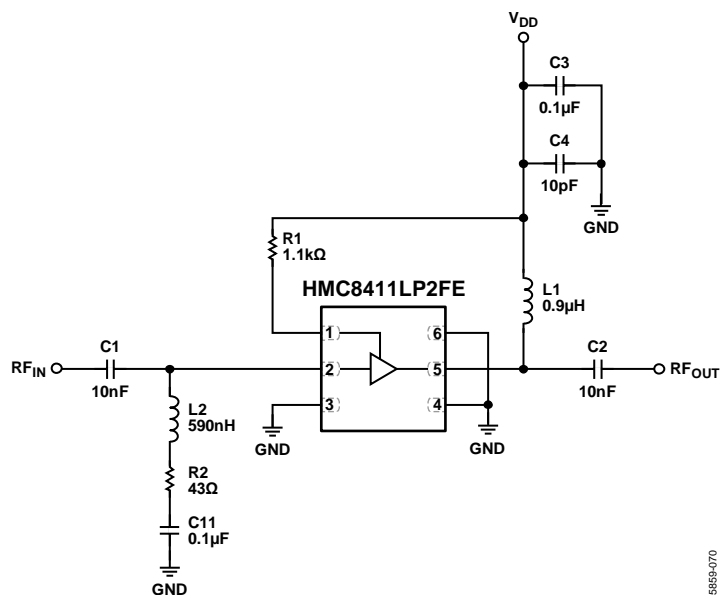 VDD
C3
0.1µF
C4
10pF
GND
R1
1.1kΩ
L1
0.9µH
HMC8411LP2FE
1
2
3
6
5
4
RFIN
C1
10nF
C2
10nF
RFOUT
GND
GND
L2
590nH
R2
43Ω
C11
0.1µF
GND
5859-070